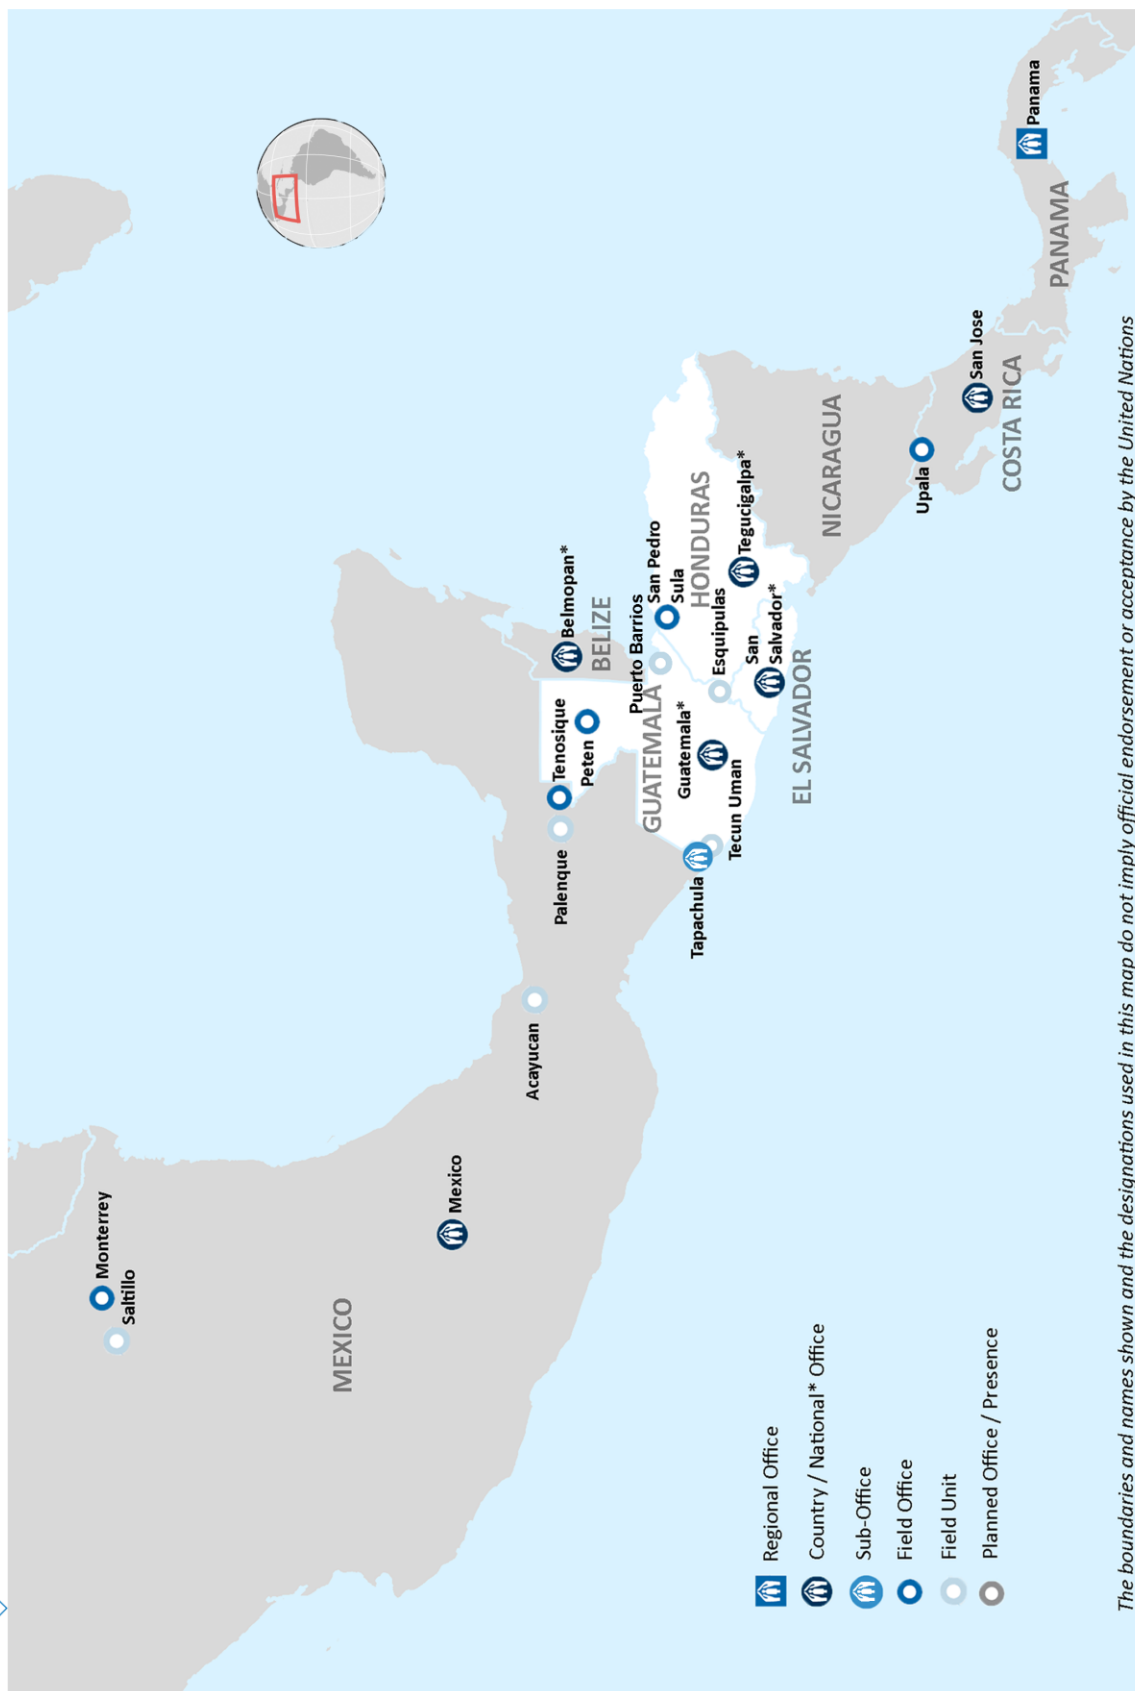 Monterrey
Saltillo
MEXICO
Mexico
Acayucan
Palenque
Tenosique
Peten
Belmopan*
BELIZE
Puerto Barrios
San Pedro
Sula
GUATEMALA
Guatemala*
HONDURAS
Esquipulas
Tegucigalpa*
Tapachula
Tecun Uman
San
Salvador*
EL SALVADOR
NICARAGUA
Upala
San Jose
COSTA RICA
PANAMA
Panama
Regional Office
Country / National* Office
Sub-Office
Field Office
Field Unit
Planned Office / Presence
The boundaries and names shown and the designations used in this map do not imply official endorsement or acceptance by the United Nations